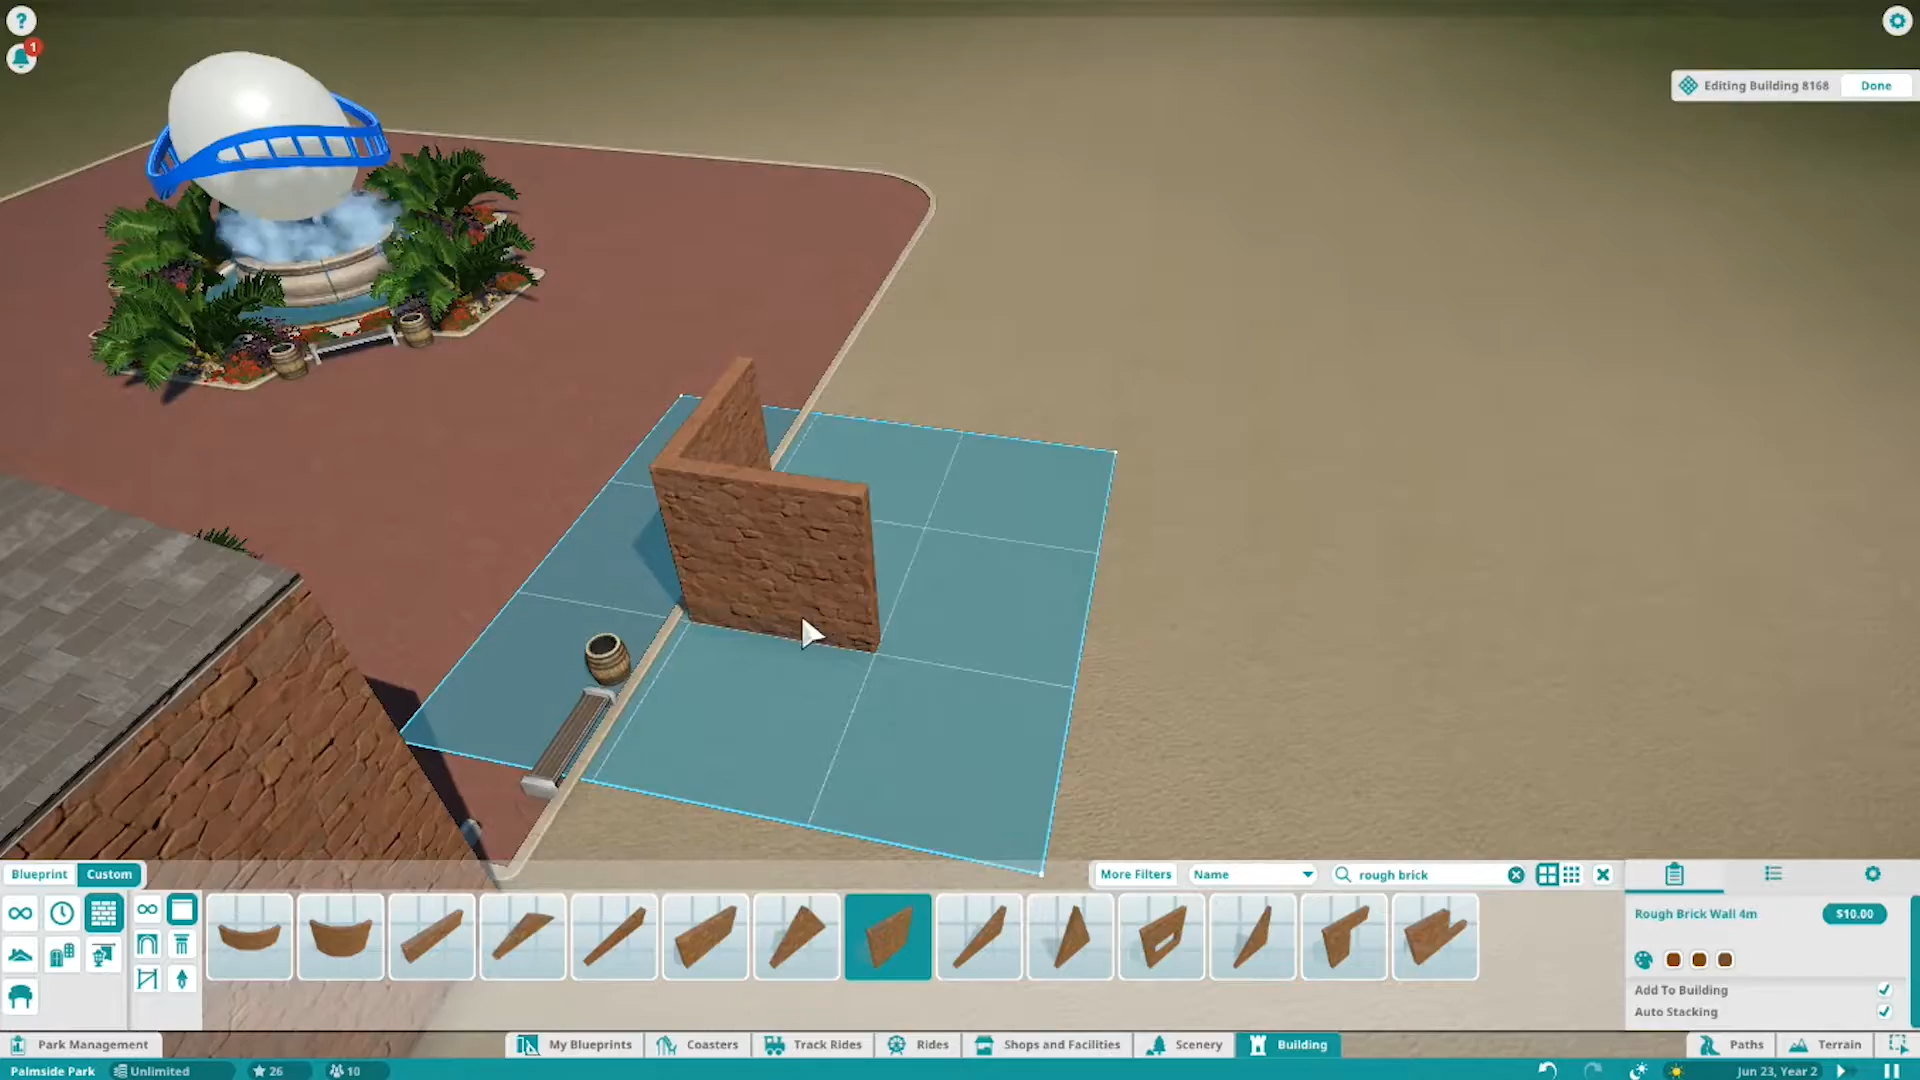 ?
1
Editing Building 8168
Done
Blueprint
Custom
More Filters
Name
rough brick
Rough Brick Wall 4m
$10.00
Add To Building
Auto Stacking
Park Management
My Blueprints
Coasters
Track Rides
Rides
Shops and Facilities
Scenery
Building
Paths
Terrain
Palmside Park
Unlimited
26
10
Jun 23, Year 2